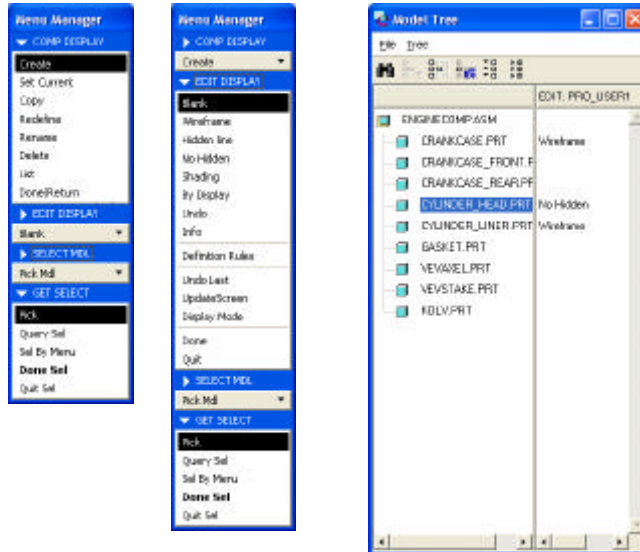 Menu Manager
COMP DISPLAY
Create
Set Current
Copy
Redefine
Rename
Delete
List
Done/Return
EDIT DISPLAY
Blank
SELECT MDL
Pick Mdl
GET SELECT
Pick
Query Sel
Sel By Menu
Done Sel
Quit Sel
Menu Manager
COMP DISPLAY
Create
EDIT DISPLAY
Blank
Wireframe
Hidden line
No Hidden
Shading
By Display
Undo
Info
Definition Rules
Undo Last
UpdateScreen
Display Mode
Done
Quit
SELECT MDL
Pick Mdl
GET SELECT
Pick
Query Sel
Sel By Menu
Done Sel
Quit Sel
Model Tree
File Tree
EDIT: PRO_USER1
ENGINECOMP.ASM
CRANKCASE.PRT Wireframe
CRANKCASE_FRONT.P
CRANKCASE_REAR.PR
CYLINDER_HEAD.PRT No Hidden
CYLINDER_LINER.PRT Wireframe
GASKET.PRT
VEVAXEL.PRT
VEVSTAKE.PRT
KOLV.PRT